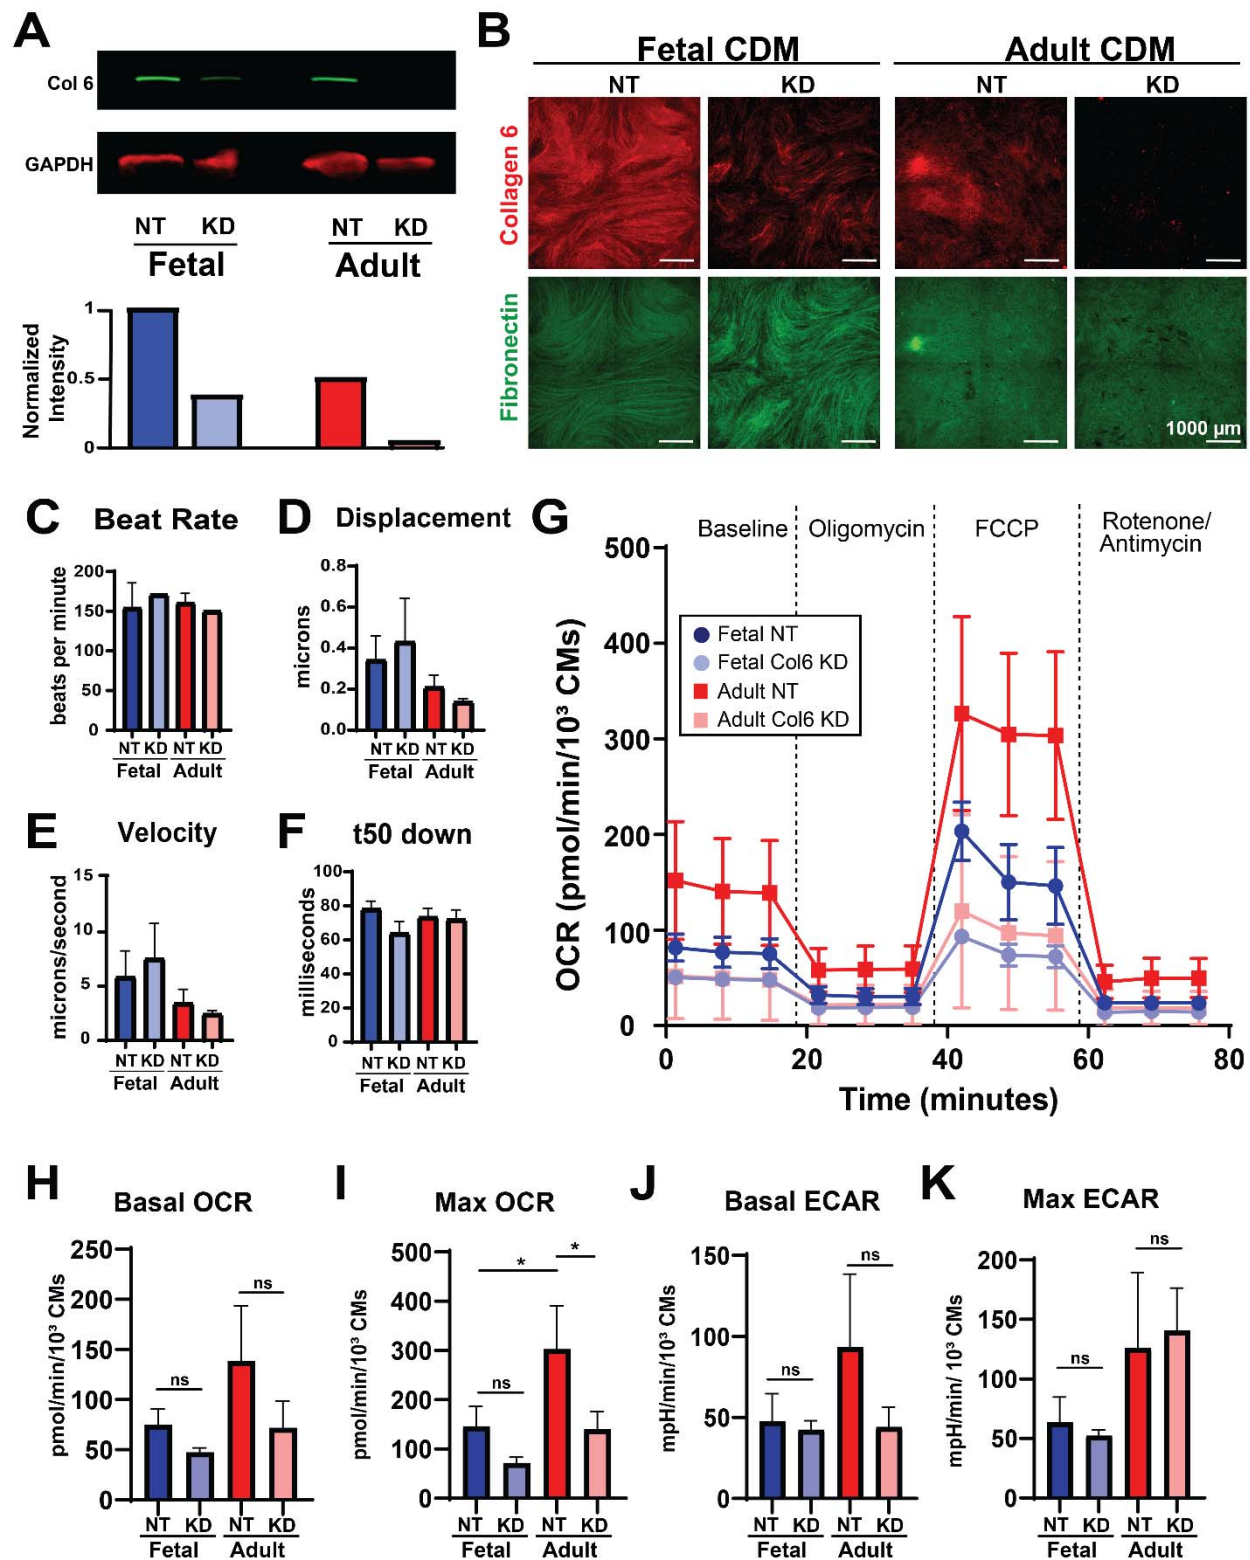 A
Col 6
GAPDH
NT KD NT KD
Fetal Adult
Normalized
Intensity
1
0.5
0
B
Fetal CDM Adult CDM
NT KD NT KD
Collagen 6
Fibronectin
1000 µm
C Beat Rate
beats per minute
200
150
100
50
0
NT KD NT KD
Fetal Adult
D Displacement
microns
0.8
0.6
0.4
0.2
0.0
NT KD NT KD
Fetal Adult
E Velocity
microns/second
15
10
5
0
NT KD NT KD
Fetal Adult
F t50 down
milliseconds
100
80
60
40
20
0
NT KD NT KD
Fetal Adult
G
Baseline Oligomycin FCCP Rotenone/
Antimycin
OCR (pmol/min/10³ CMs)
500
400
300
200
100
0
Fetal NT
Fetal Col6 KD
Adult NT
Adult Col6 KD
0 20 40 60 80
Time (minutes)
H Basal OCR
pmol/min/10³ CMs
250
200
150
100
50
0
ns ns
NT KD NT KD
Fetal Adult
I Max OCR
pmol/min/10³ CMs
500
400
300
200
100
0
* *
ns
NT KD NT KD
Fetal Adult
J Basal ECAR
mpH/min/10³ CMs
150
100
50
0
ns ns
NT KD NT KD
Fetal Adult
K Max ECAR
mpH/min/ 10³ CMs
200
150
100
50
0
ns ns
NT KD NT KD
Fetal Adult